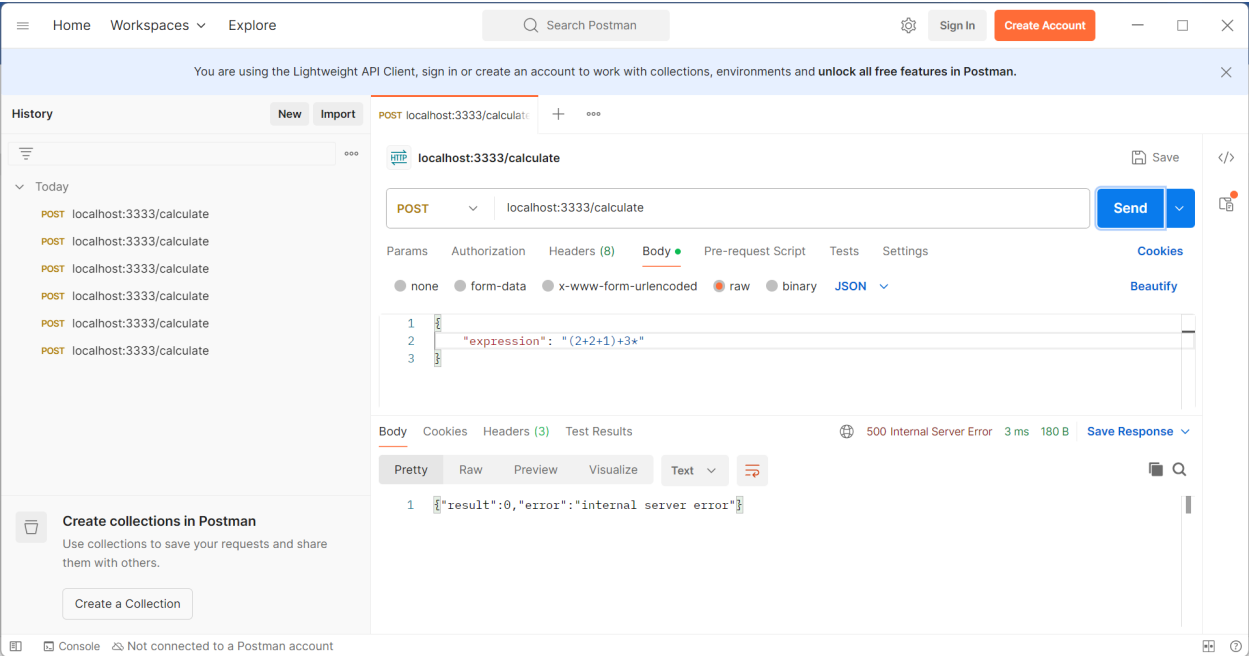 Home Workspaces Explore Search Postman Sign In Create Account
You are using the Lightweight API Client, sign in or create an account to work with collections, environments and unlock all free features in Postman.
History New Import
POST localhost:3333/calculate
HTTP localhost:3333/calculate Save
Today
POST localhost:3333/calculate
POST localhost:3333/calculate
POST localhost:3333/calculate
POST localhost:3333/calculate
POST localhost:3333/calculate
POST localhost:3333/calculate
POST localhost:3333/calculate Send
Params Authorization Headers (8) Body Pre-request Script Tests Settings Cookies
none form-data x-www-form-urlencoded raw binary JSON Beautify
1 {
2 "expression": "(2+2+1)+3*"
3 }
Body Cookies Headers (3) Test Results 500 Internal Server Error 3 ms 180 B Save Response
Pretty Raw Preview Visualize Text
1 {"result":0,"error":"internal server error"}
Create collections in Postman
Use collections to save your requests and share
them with others.
Create a Collection
Console Not connected to a Postman account